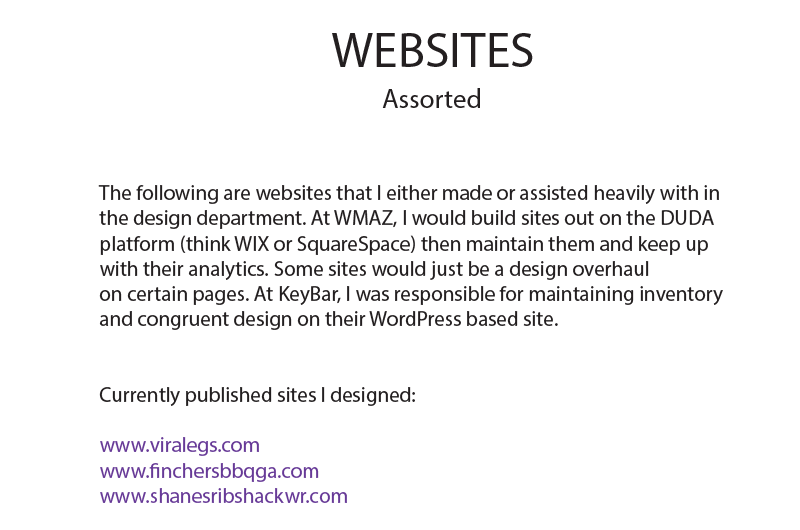 WEBSITES
Assorted
The following are websites that I either made or assisted heavily with in
the design department. At WMAZ, I would build sites out on the DUDA
platform (think WIX or SquareSpace) then maintain them and keep up
with their analytics. Some sites would just be a design overhaul
on certain pages. At KeyBar, I was responsible for maintaining inventory
and congruent design on their WordPress based site.
Currently published sites I designed:
www.viralegs.com
www.finchersbbqga.com
www.shanesribshackwr.com